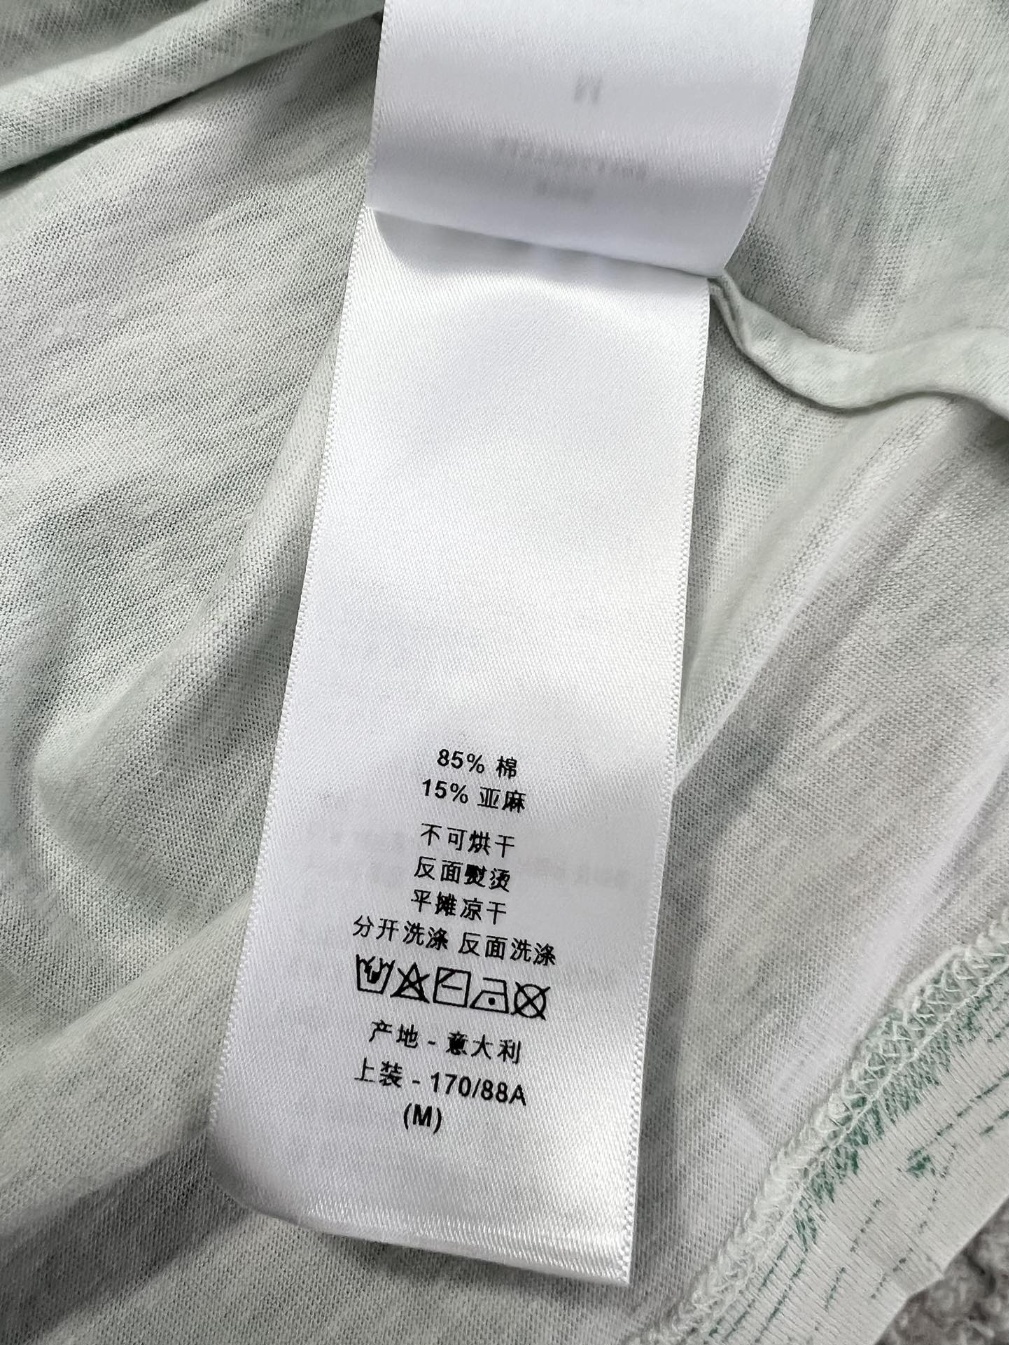 85% 棉
15% 亚麻
不可烘干
反面熨烫
平摊凉干
分开洗涤 反面洗涤
产地 - 意大利
上装 - 170/88A
(M)